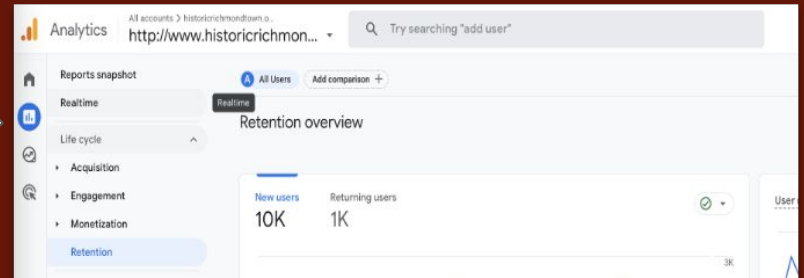 Analytics
All accounts > historicrichmondtown.o...
http://www.historicrichmon...
Try searching "add user"
Reports snapshot
Realtime
Life cycle
Acquisition
Engagement
Monetization
Retention
Realtime
A All Users
Add comparison +
Retention overview
New users
10K
Returning users
1K
3K
User